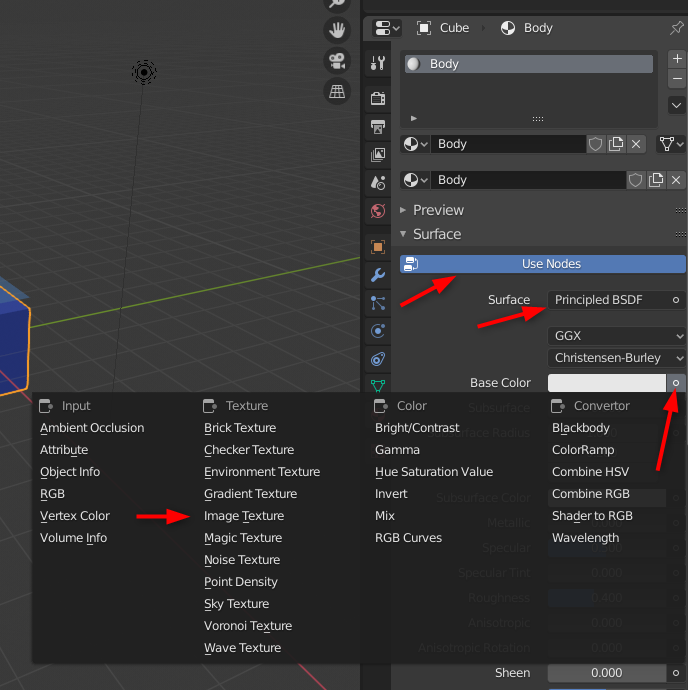 Cube Body
Body
Body
Body
Preview
Surface
Use Nodes
Surface Principled BSDF
GGX
Christensen-Burley
Base Color
Input
Ambient Occlusion
Attribute
Object Info
RGB
Vertex Color
Volume Info
Texture
Brick Texture
Checker Texture
Environment Texture
Gradient Texture
Image Texture
Magic Texture
Noise Texture
Point Density
Sky Texture
Voronoi Texture
Wave Texture
Color
Bright/Contrast
Gamma
Hue Saturation Value
Invert
Mix
RGB Curves
Convertor
Blackbody
ColorRamp
Combine HSV
Combine RGB
Shader to RGB
Wavelength
Subsurface
Subsurface Radius
Subsurface Color
Metallic
Specular
Specular Tint 0.000
Roughness 0.400
Anisotropic
Anisotropic Rotation
Sheen 0.000